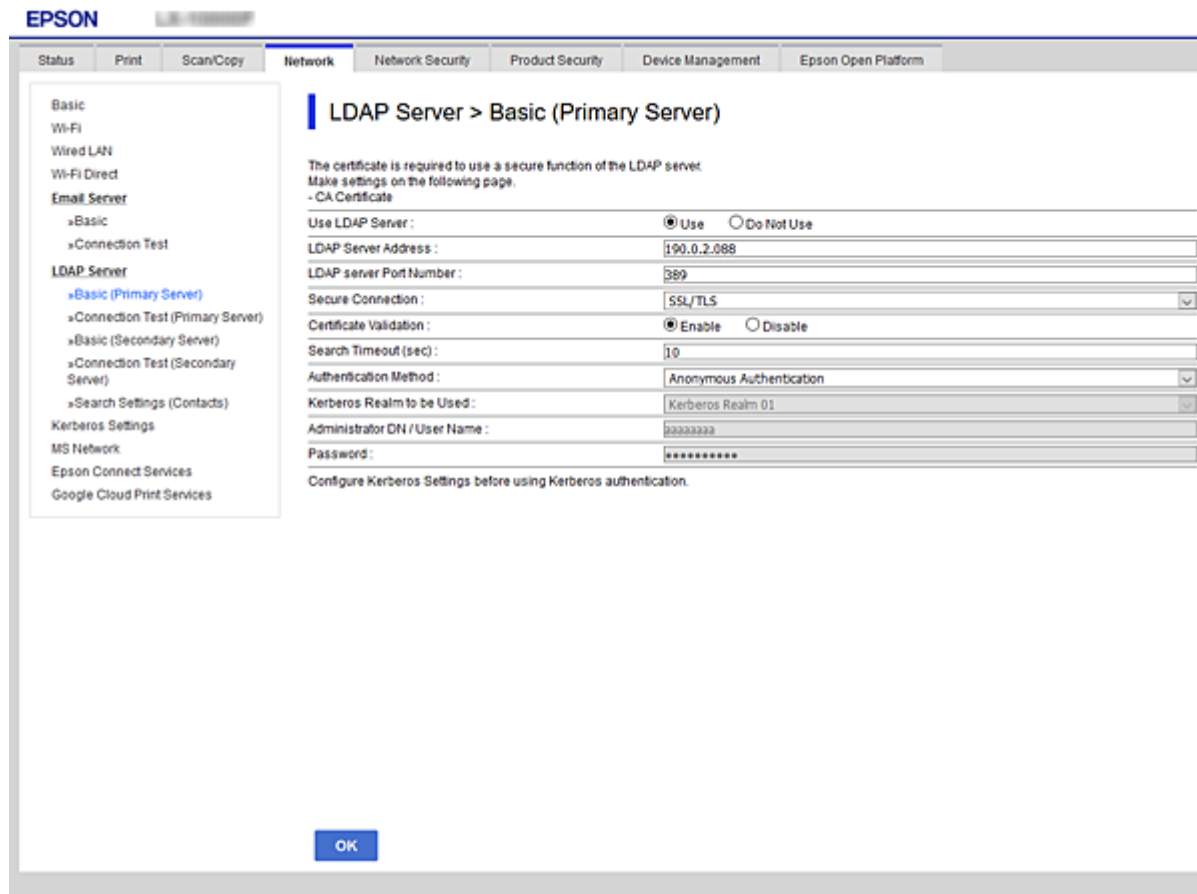 EPSON
Status Print Scan/Copy Network Network Security Product Security Device Management Epson Open Platform
Basic
Wi-Fi
Wired LAN
Wi-Fi Direct
Email Server
»Basic
»Connection Test
LDAP Server
»Basic (Primary Server)
»Connection Test (Primary Server)
»Basic (Secondary Server)
»Connection Test (Secondary
Server)
»Search Settings (Contacts)
Kerberos Settings
MS Network
Epson Connect Services
Google Cloud Print Services
LDAP Server > Basic (Primary Server)
The certificate is required to use a secure function of the LDAP server.
Make settings on the following page.
- CA Certificate
Use LDAP Server : Use Do Not Use
LDAP Server Address : 190.0.2.088
LDAP server Port Number : 389
Secure Connection : SSL/TLS
Certificate Validation : Enable Disable
Search Timeout (sec) : 10
Authentication Method : Anonymous Authentication
Kerberos Realm to be Used : Kerberos Realm 01
Administrator DN / User Name : aaaaaaaa
Password : ••••••••••
Configure Kerberos Settings before using Kerberos authentication.
OK